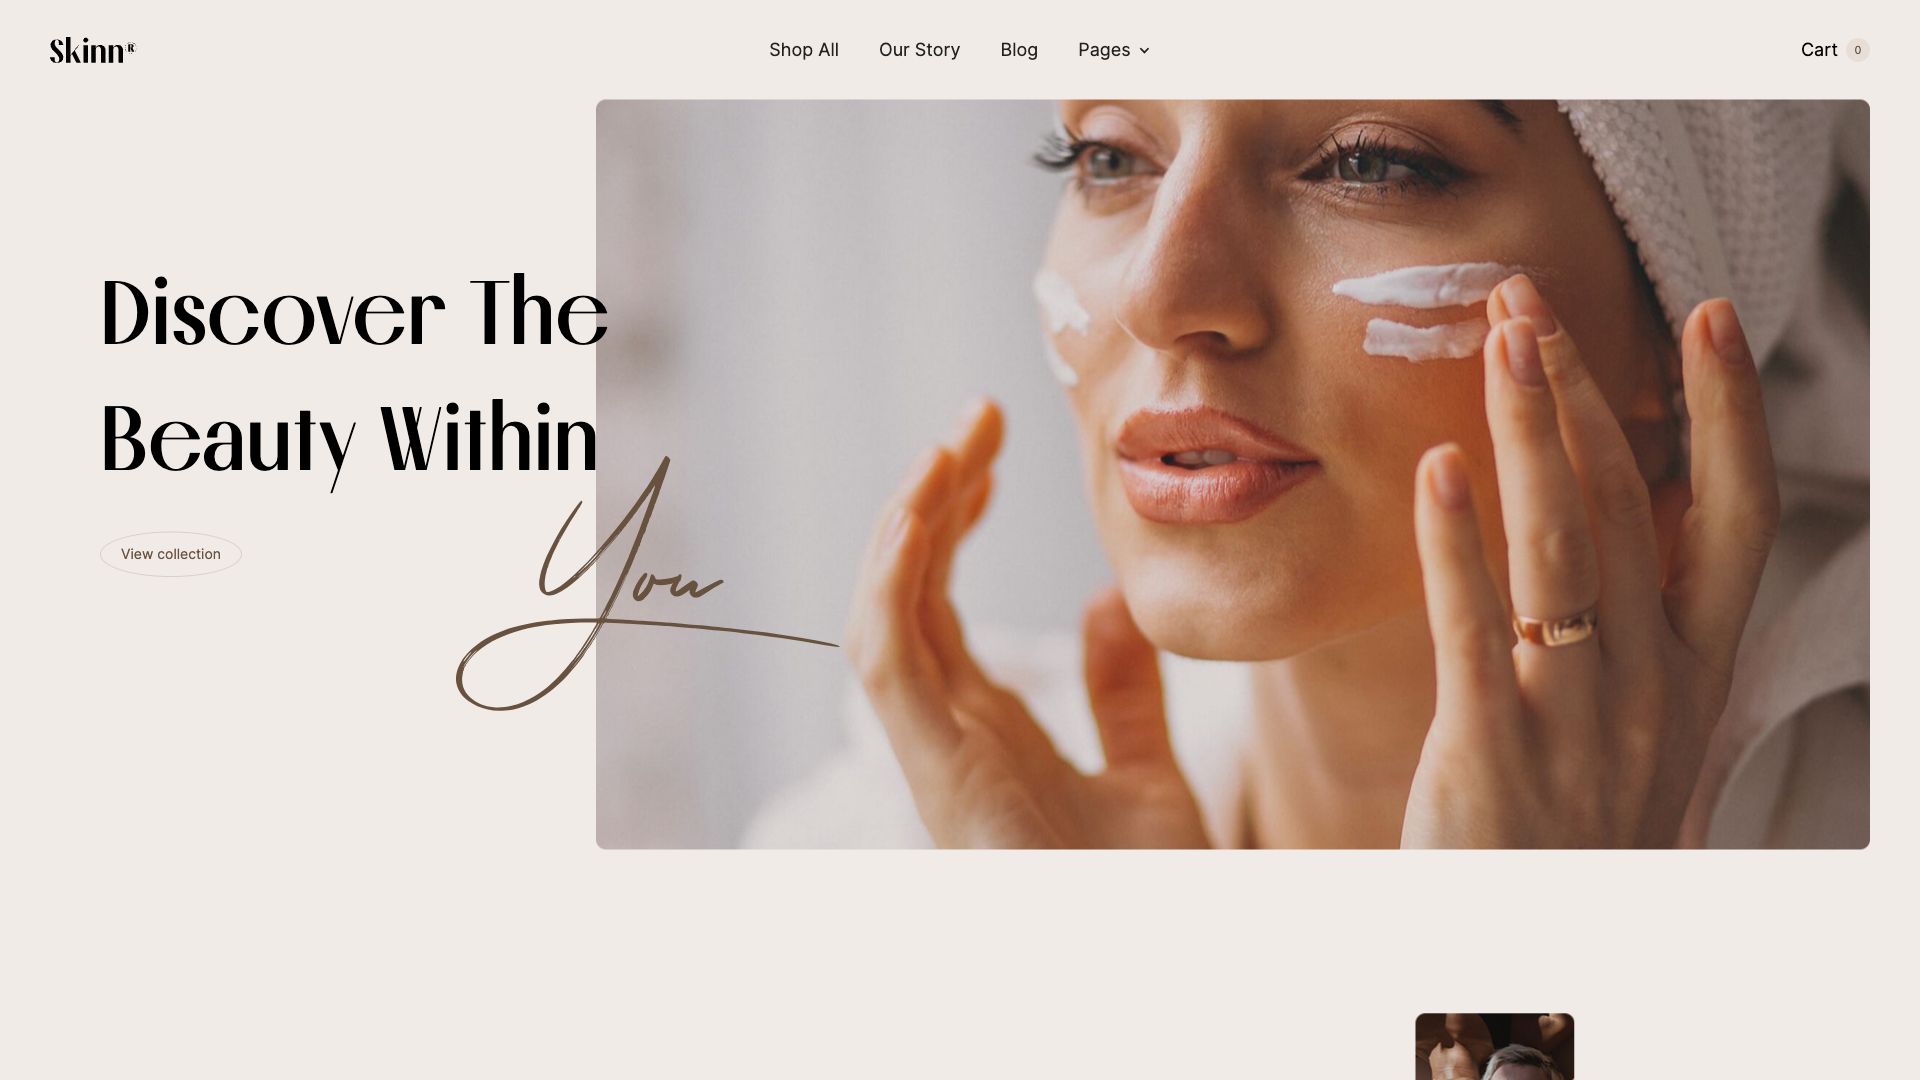 Skinn®
Shop All
Our Story
Blog
Pages
Cart 0
Discover The
Beauty Within
You
View collection